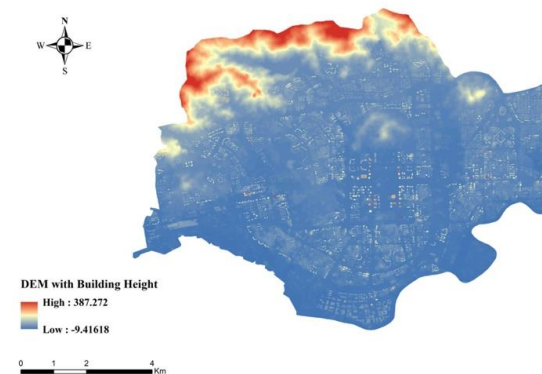 N
W E
S
DEM with Building Height
High : 387.272
Low : -9.41618
0 1 2 4
Km